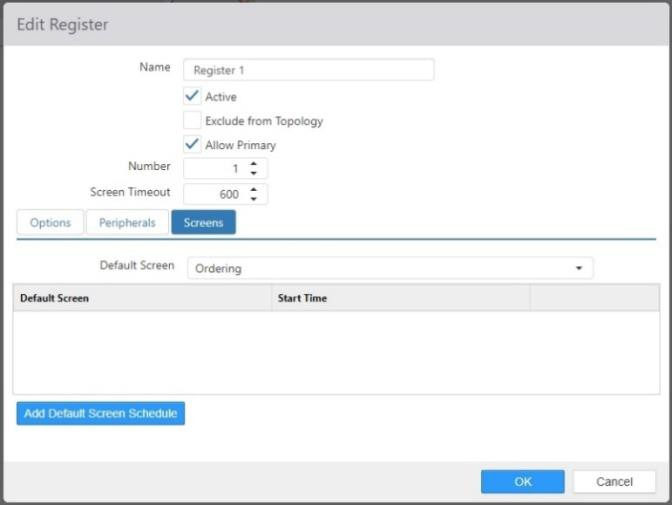 Edit Register
Name Register 1
Active
Exclude from Topology
Allow Primary
Number 1
Screen Timeout 600
Options Peripherals Screens
Default Screen Ordering
Default Screen Start Time
Add Default Screen Schedule
OK Cancel